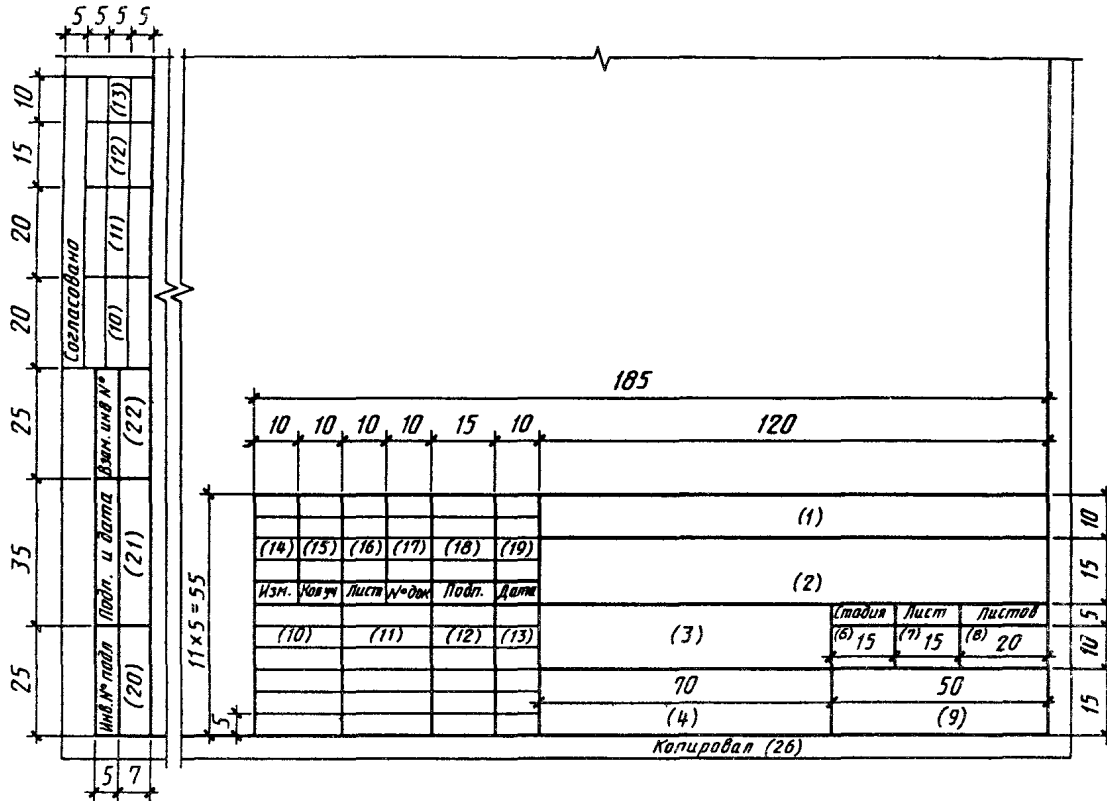 5 5 5 5
10
15
20
20
25
35
25
(13)
(12)
(11)
(10)
Согласовано
Взам. инв №
(22)
Подп. и дата
(21)
Инв.№ подл
(20)
5 7
185
10 10 10 10 15 10 120
11 x 5 = 55
5
(1)
(14) (15) (16) (17) (18) (19)
(2)
Изм. Кол уч Лист №док Подп. Дата
(3)
Стадия Лист Листов
(10) (11) (12) (13)
(6) 15 (7) 15 (8) 20
70 50
(4) (9)
10
15
5
10
15
Копировал (26)